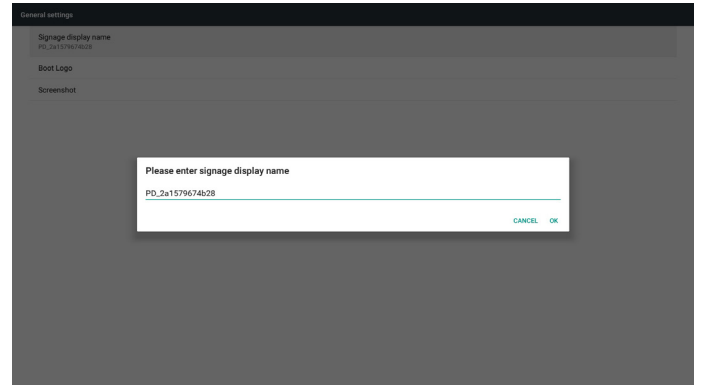 General settings
Signage display name
PD_2a1579674b28
Boot Logo
Screenshot
Please enter signage display name
PD_2a1579674b28
CANCEL OK